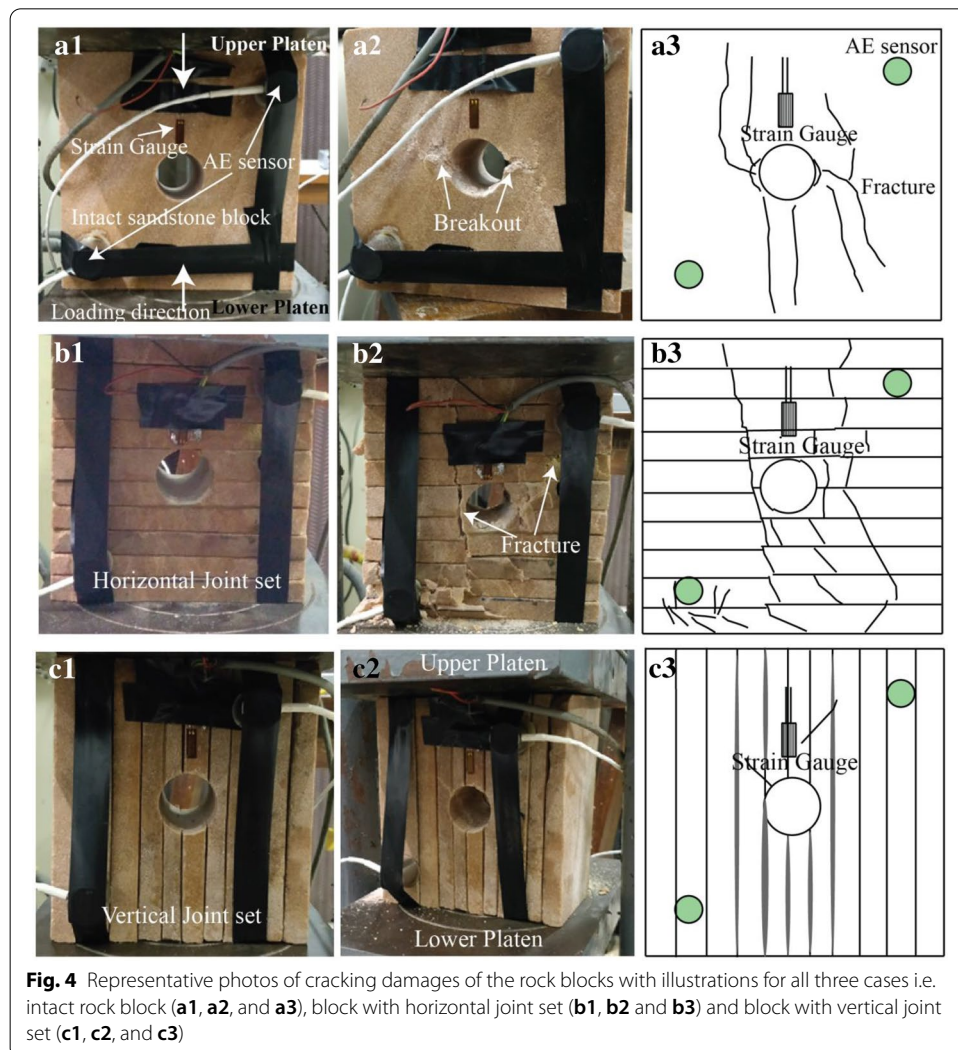 a1
Upper Platen
Strain Gauge
AE sensor
Intact sandstone block
Loading direction
Lower Platen
a2
Breakout
a3
AE sensor
Strain Gauge
Fracture
b1
Horizontal Joint set
b2
Fracture
b3
Strain Gauge
c1
Vertical Joint set
c2
Upper Platen
Lower Platen
c3
Strain Gauge
Fig. 4 Representative photos of cracking damages of the rock blocks with illustrations for all three cases i.e.
intact rock block (a1, a2, and a3), block with horizontal joint set (b1, b2 and b3) and block with vertical joint
set (c1, c2, and c3)